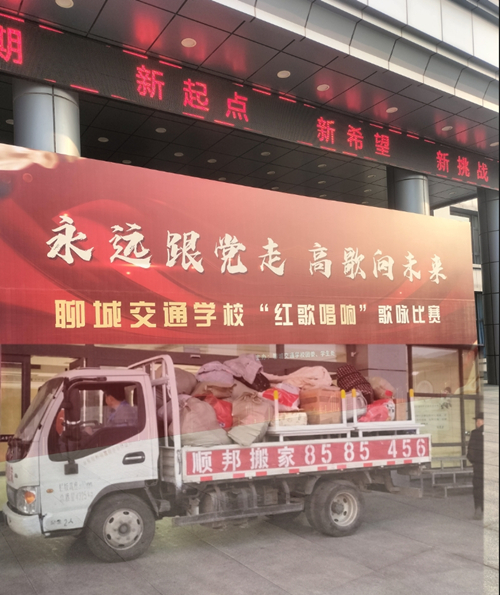 期 新起点 新希望 新挑战
永远跟党走 高歌向未来
聊城交通学校“红歌唱响”歌咏比赛
顺邦搬家 85 85 456